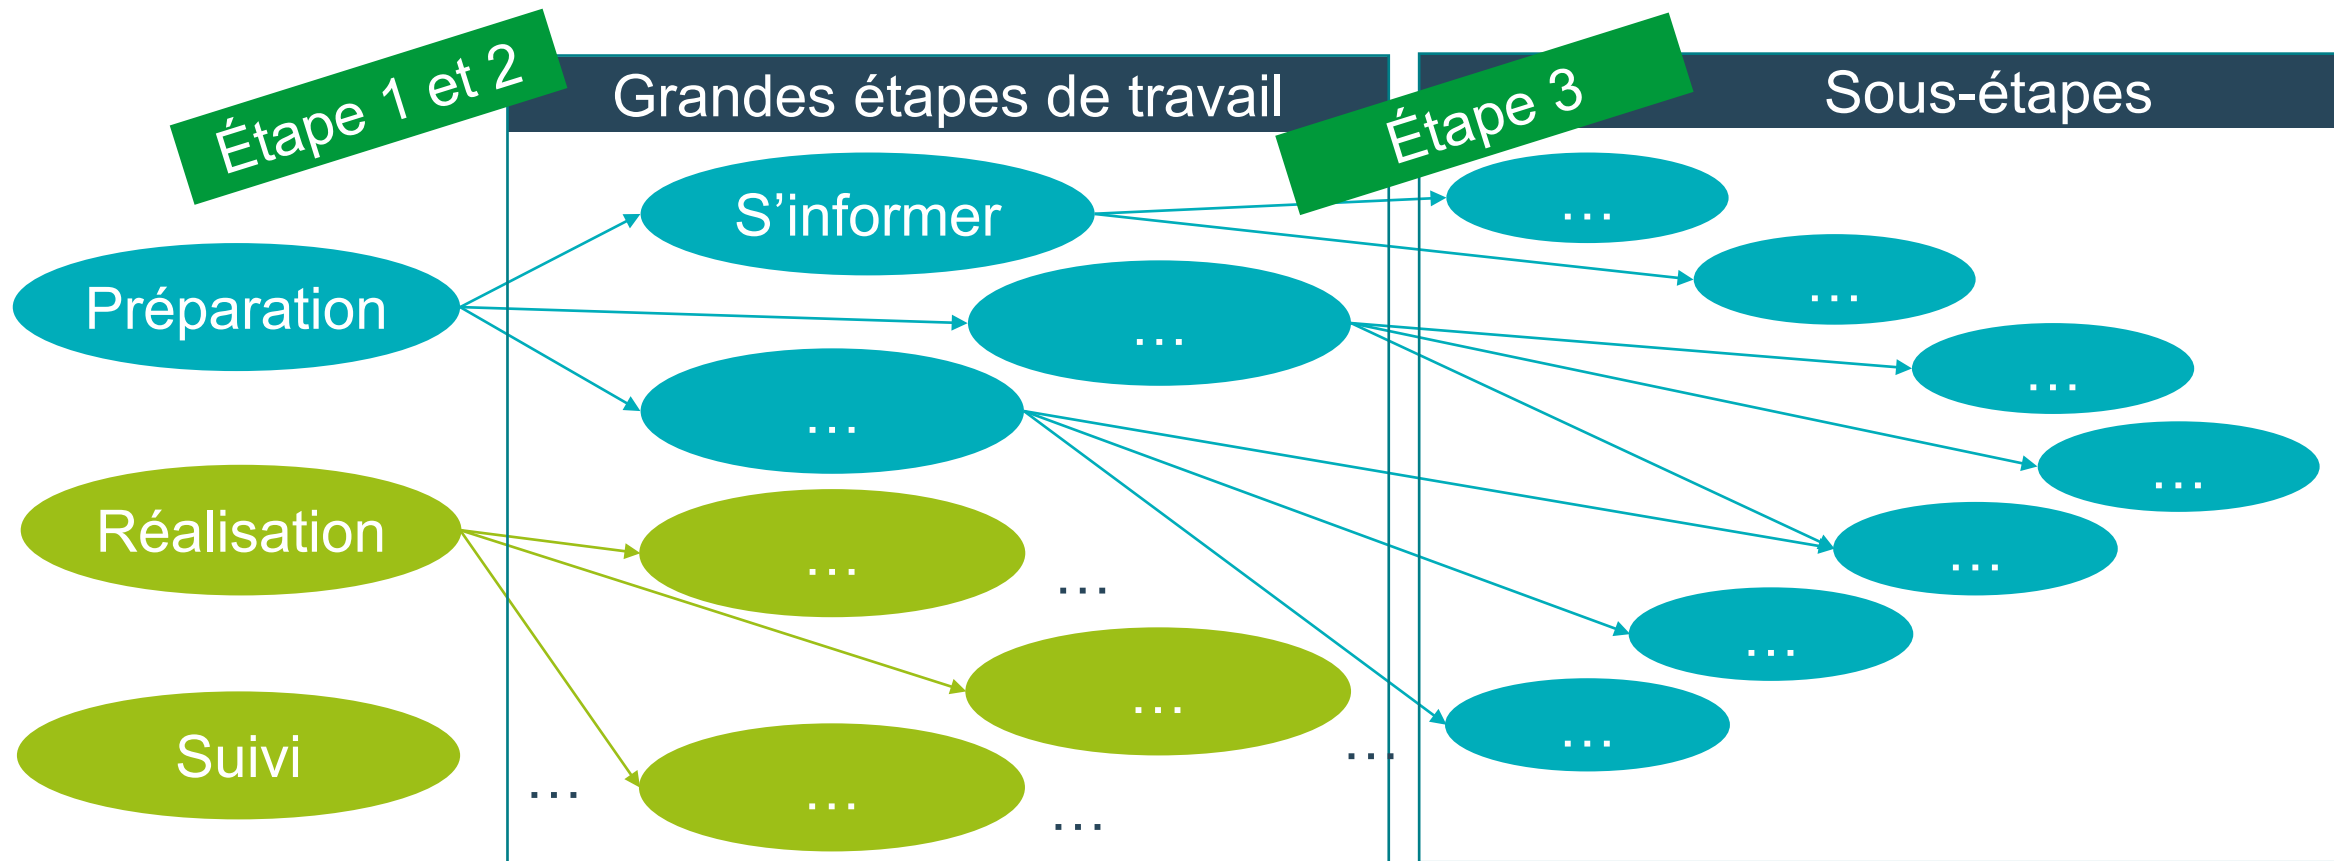 Étape 1 et 2
Grandes étapes de travail
Étape 3
Sous-étapes
S’informer
…
…
Préparation
…
…
…
…
…
Réalisation
…
…
…
…
…
…
Suivi
…
…
…
…
…